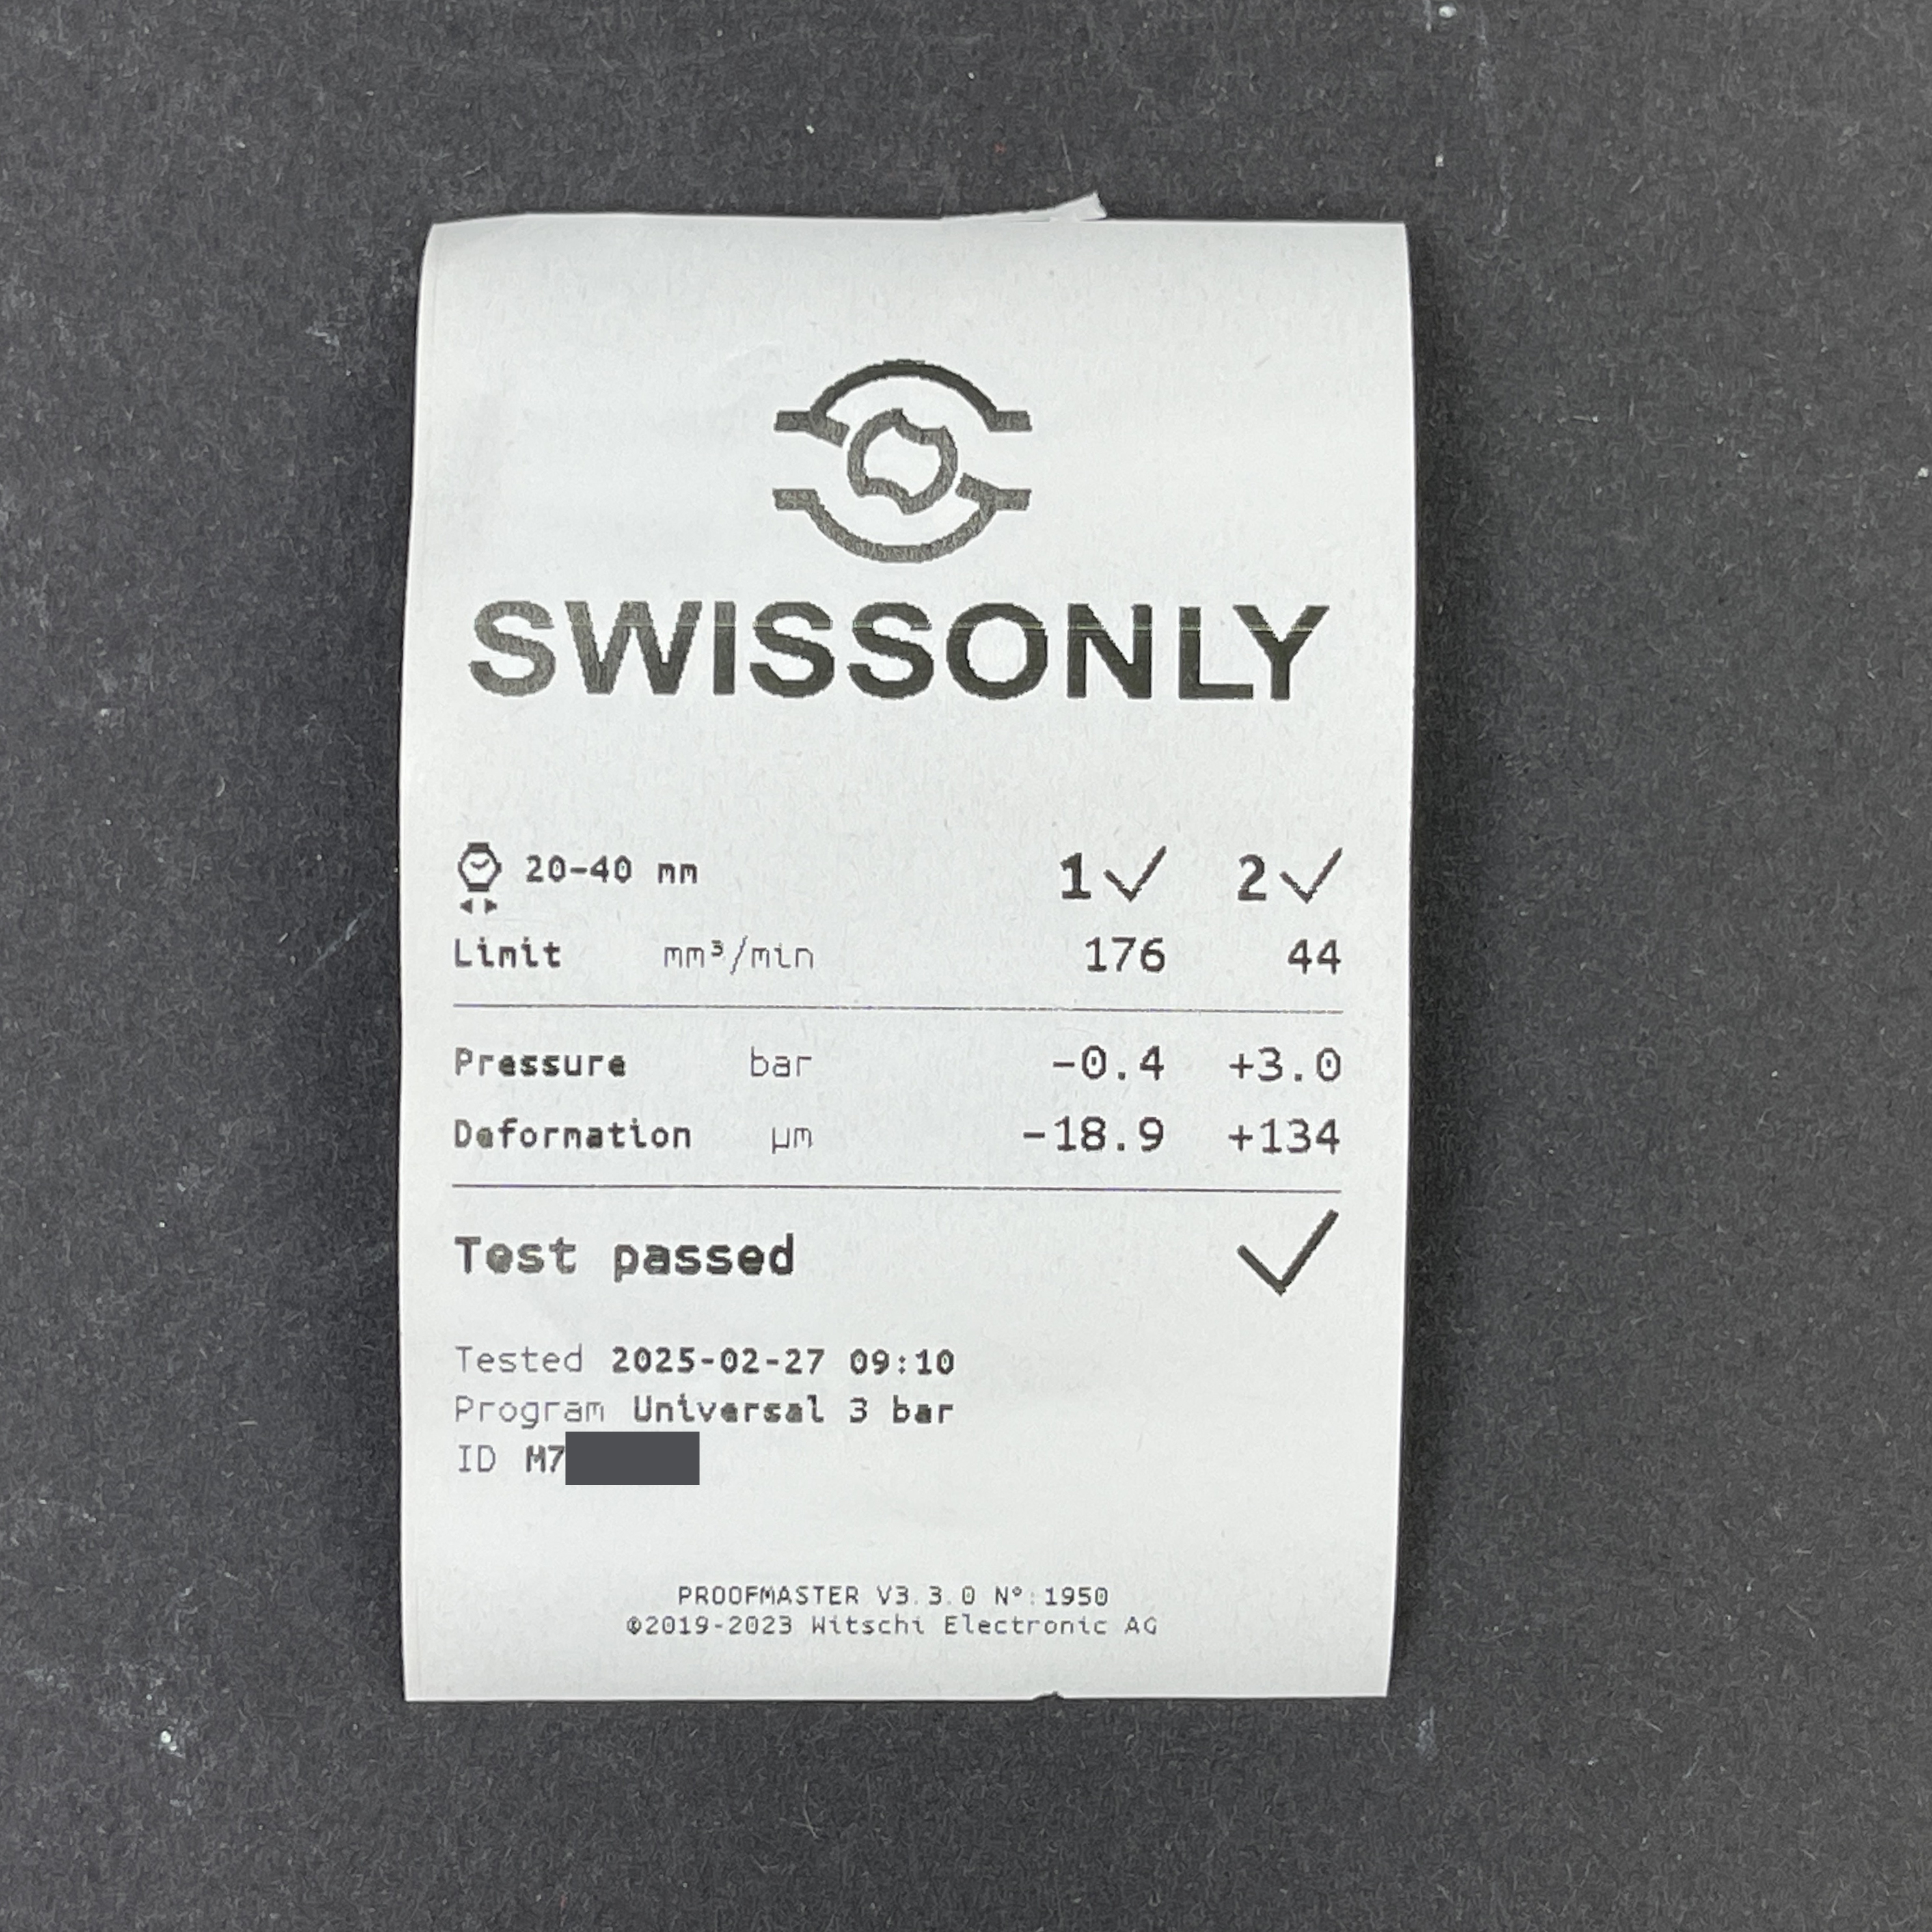 SWISSONLY
20-40 mm 1✓ 2✓
Limit mm³/min 176 44
Pressure bar -0.4 +3.0
Deformation µm -18.9 +134
Test passed ✓
Tested 2025-02-27 09:10
Program Universal 3 bar
ID M7
PROOFMASTER V3.3.0 N°:1950
©2019-2023 Witschi Electronic AG